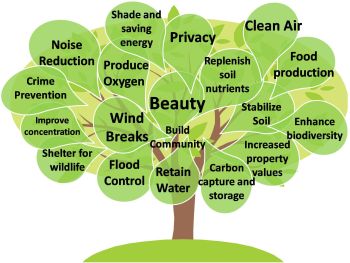 Shade and
saving
energy
Privacy
Clean Air
Noise
Reduction
Produce
Oxygen
Replenish
soil
nutrients
Food
production
Crime
Prevention
Beauty
Improve
concentration
Wind
Breaks
Build
Community
Stabilize
Soil
Enhance
biodiversity
Shelter for
wildlife
Flood
Control
Retain
Water
Carbon
capture and
storage
Increased
property
values